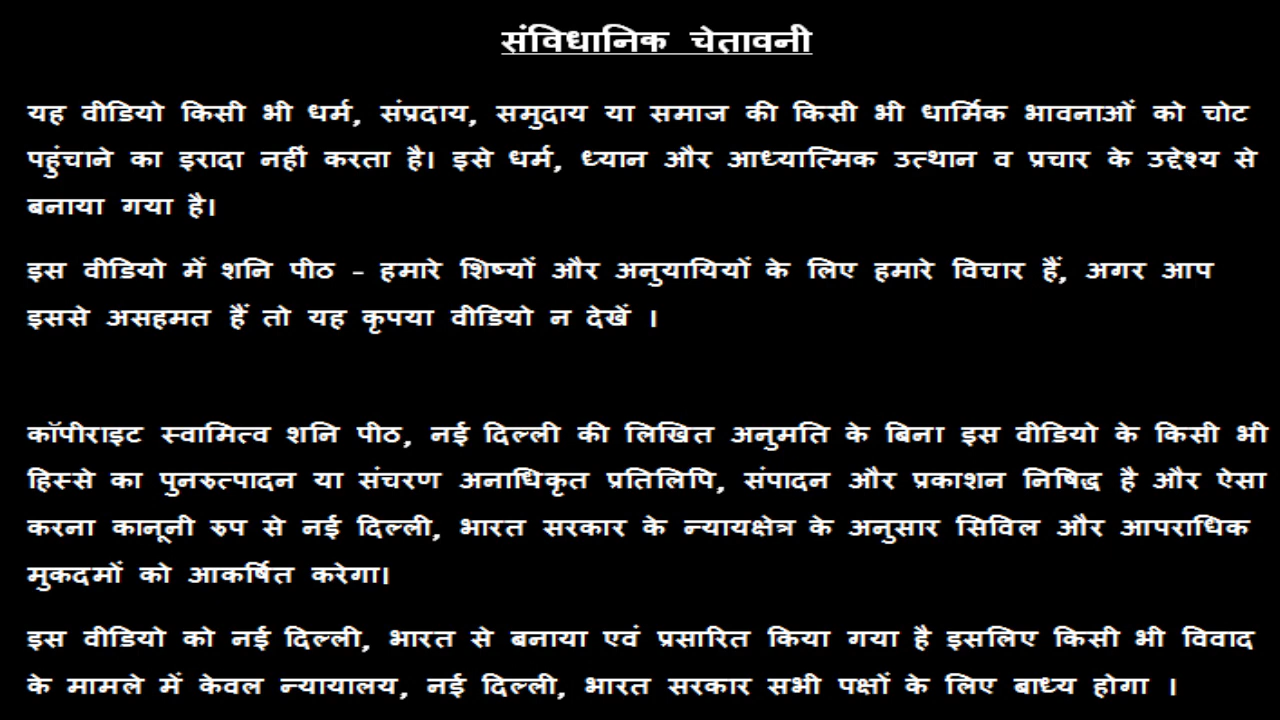 संविधानिक चेतावनी
यह वीडियो किसी भी धर्म, संप्रदाय, समुदाय या समाज की किसी भी धार्मिक भावनाओं को चोट
पहुंचाने का इरादा नहीं करता है। इसे धर्म, ध्यान और आध्यात्मिक उत्थान व प्रचार के उद्देश्य से
बनाया गया है।
इस वीडियो में शनि पीठ – हमारे शिष्यों और अनुयायियों के लिए हमारे विचार हैं, अगर आप
इससे असहमत हैं तो यह कृपया वीडियो न देखें ।
कॉपीराइट स्वामित्व शनि पीठ, नई दिल्ली की लिखित अनुमति के बिना इस वीडियो के किसी भी
हिस्से का पुनरुत्पादन या संचरण अनाधिकृत प्रतिलिपि, संपादन और प्रकाशन निषिद्ध है और ऐसा
करना कानूनी रुप से नई दिल्ली, भारत सरकार के न्यायक्षेत्र के अनुसार सिविल और आपराधिक
मुकदमों को आकर्षित करेगा।
इस वीडियो को नई दिल्ली, भारत से बनाया एवं प्रसारित किया गया है इसलिए किसी भी विवाद
के मामले में केवल न्यायालय, नई दिल्ली, भारत सरकार सभी पक्षों के लिए बाध्य होगा ।